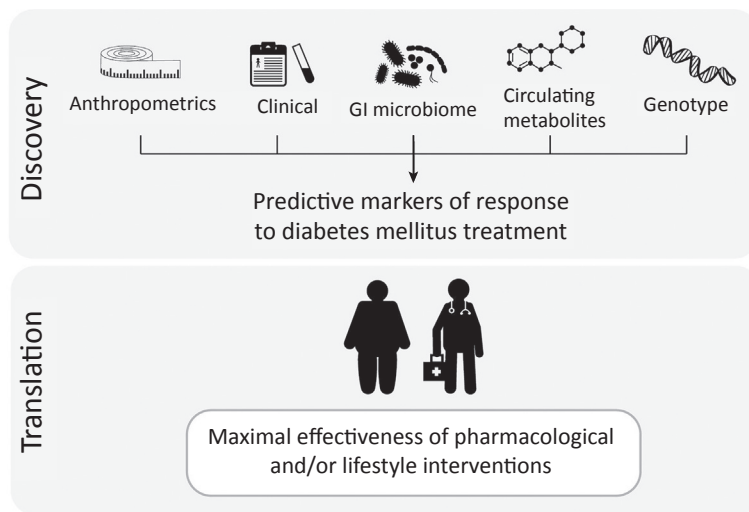 Discovery
Anthropometrics
Clinical
GI microbiome
Circulating
metabolites
Genotype
Predictive markers of response
to diabetes mellitus treatment
Translation
Maximal effectiveness of pharmacological
and/or lifestyle interventions